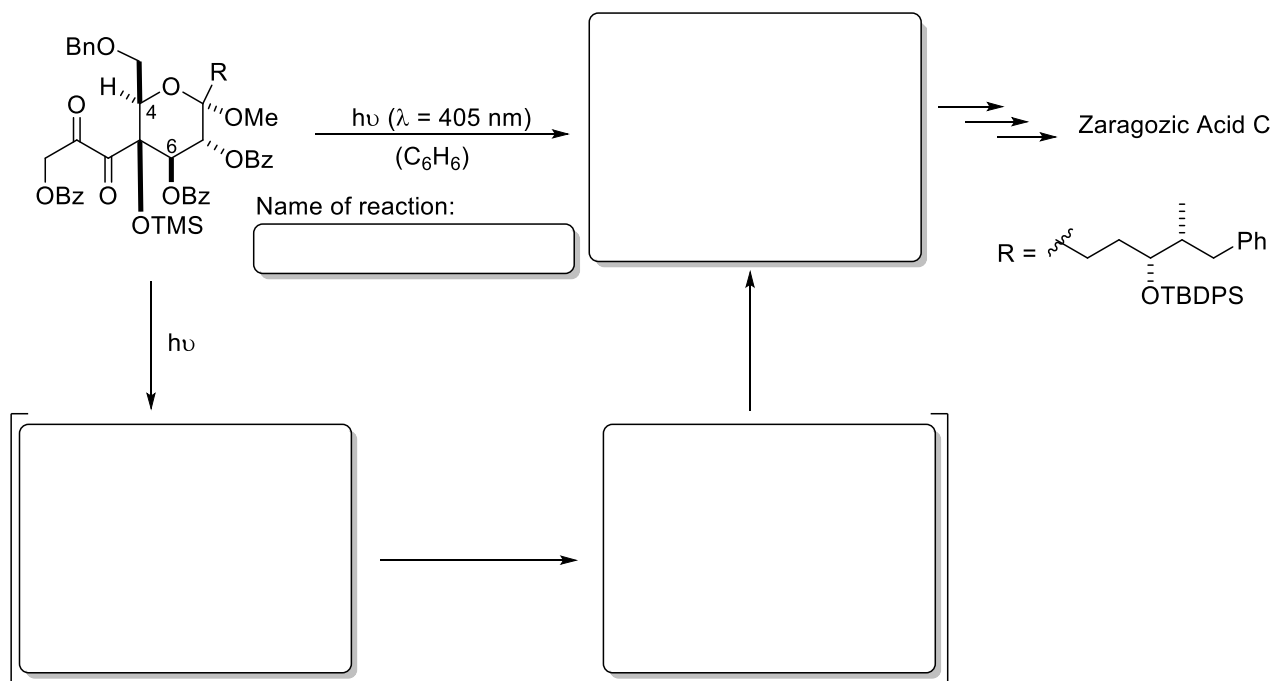 BnO
R
H
O
4
OMe
O
6
OBz
OBz
O
OBz
OTMS
hυ (λ = 405 nm)
(C₆H₆)
Name of reaction:
Zaragozic Acid C
R =
Ph
OTBDPS
hυ